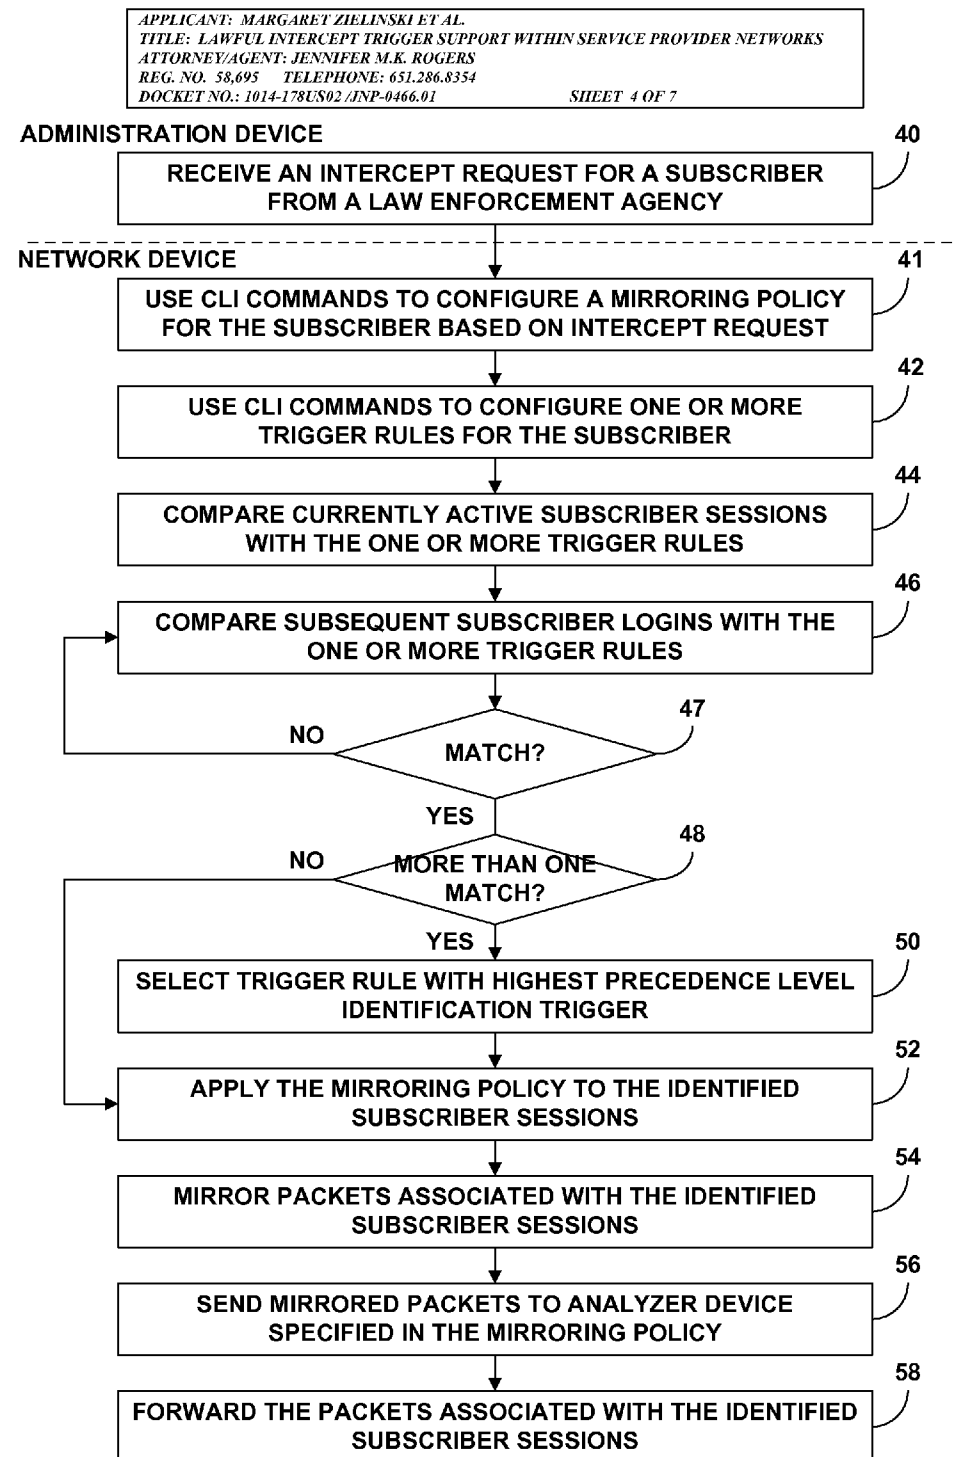 APPLICANT: MARGARET ZIELINSKI ET AL.
TITLE: LAWFUL INTERCEPT TRIGGER SUPPORT WITHIN SERVICE PROVIDER NETWORKS
ATTORNEY/AGENT: JENNIFER M.K. ROGERS
REG. NO. 58,695 TELEPHONE: 651.286.8354
DOCKET NO.: 1014-178US02 /JNP-0466.01 SHEET 4 OF 7
ADMINISTRATION DEVICE
40
RECEIVE AN INTERCEPT REQUEST FOR A SUBSCRIBER
FROM A LAW ENFORCEMENT AGENCY
NETWORK DEVICE
41
USE CLI COMMANDS TO CONFIGURE A MIRRORING POLICY
FOR THE SUBSCRIBER BASED ON INTERCEPT REQUEST
42
USE CLI COMMANDS TO CONFIGURE ONE OR MORE
TRIGGER RULES FOR THE SUBSCRIBER
44
COMPARE CURRENTLY ACTIVE SUBSCRIBER SESSIONS
WITH THE ONE OR MORE TRIGGER RULES
46
COMPARE SUBSEQUENT SUBSCRIBER LOGINS WITH THE
ONE OR MORE TRIGGER RULES
47
NO
MATCH?
YES
48
NO
MORE THAN ONE
MATCH?
YES
50
SELECT TRIGGER RULE WITH HIGHEST PRECEDENCE LEVEL
IDENTIFICATION TRIGGER
52
APPLY THE MIRRORING POLICY TO THE IDENTIFIED
SUBSCRIBER SESSIONS
54
MIRROR PACKETS ASSOCIATED WITH THE IDENTIFIED
SUBSCRIBER SESSIONS
56
SEND MIRRORED PACKETS TO ANALYZER DEVICE
SPECIFIED IN THE MIRRORING POLICY
58
FORWARD THE PACKETS ASSOCIATED WITH THE IDENTIFIED
SUBSCRIBER SESSIONS